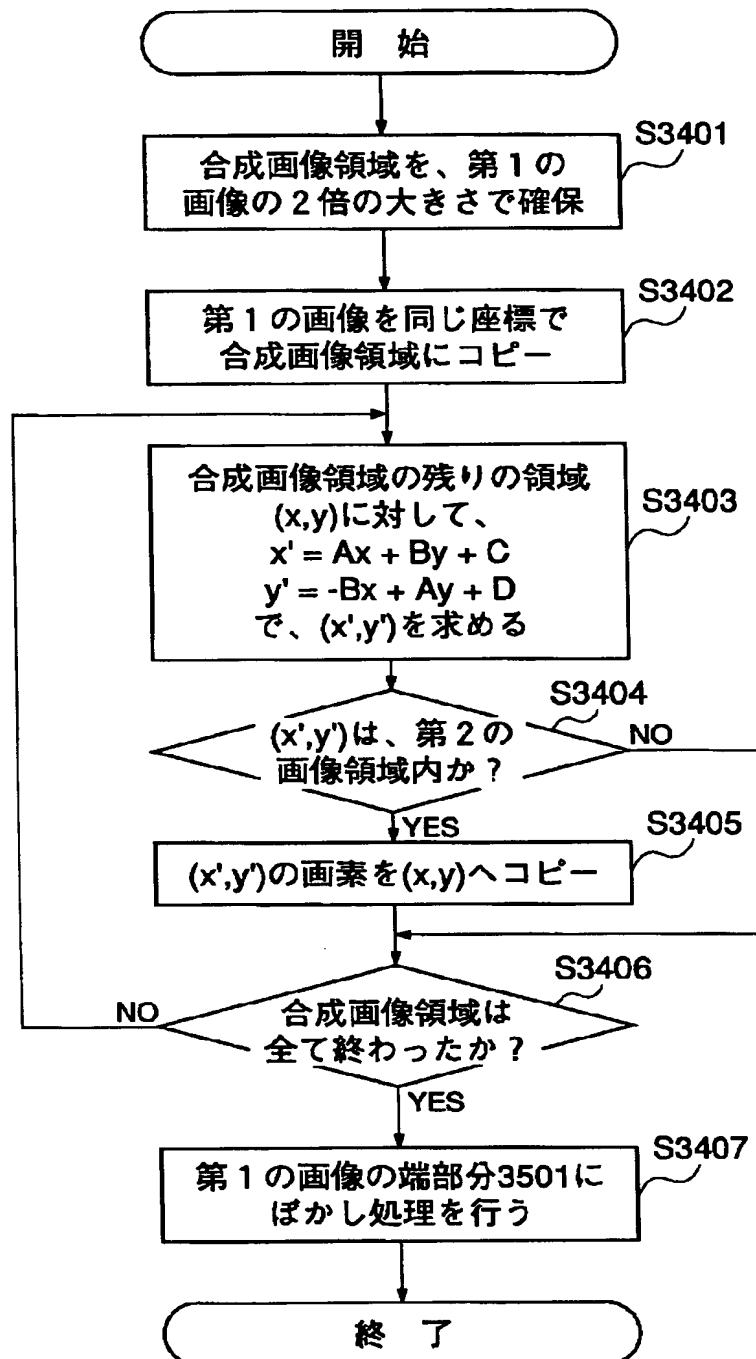 開 始
S3401
合成画像領域を、第１の
画像の２倍の大きさで確保
S3402
第１の画像を同じ座標で
合成画像領域にコピー
S3403
合成画像領域の残りの領域
(x,y)に対して、
x' = Ax + By + C
y' = -Bx + Ay + D
で、(x',y')を求める
S3404
(x',y')は、第２の
画像領域内か？
NO
YES
S3405
(x',y')の画素を(x,y)へコピー
S3406
合成画像領域は
全て終わったか？
NO
YES
S3407
第１の画像の端部分3501に
ぼかし処理を行う
終 了